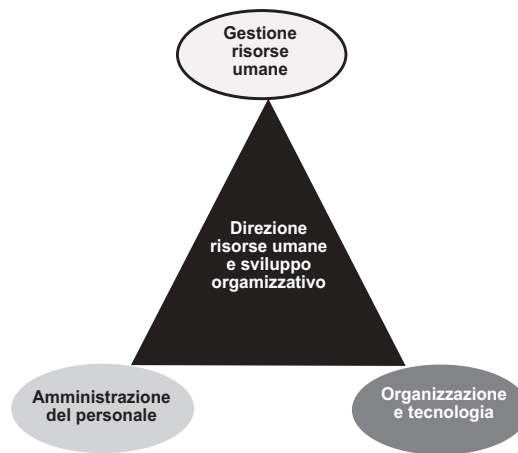 Gestione
risorse
umane
Direzione
risorse umane
e sviluppo
orgamizzativo
Amministrazione
del personale
Organizzazione
e tecnologia